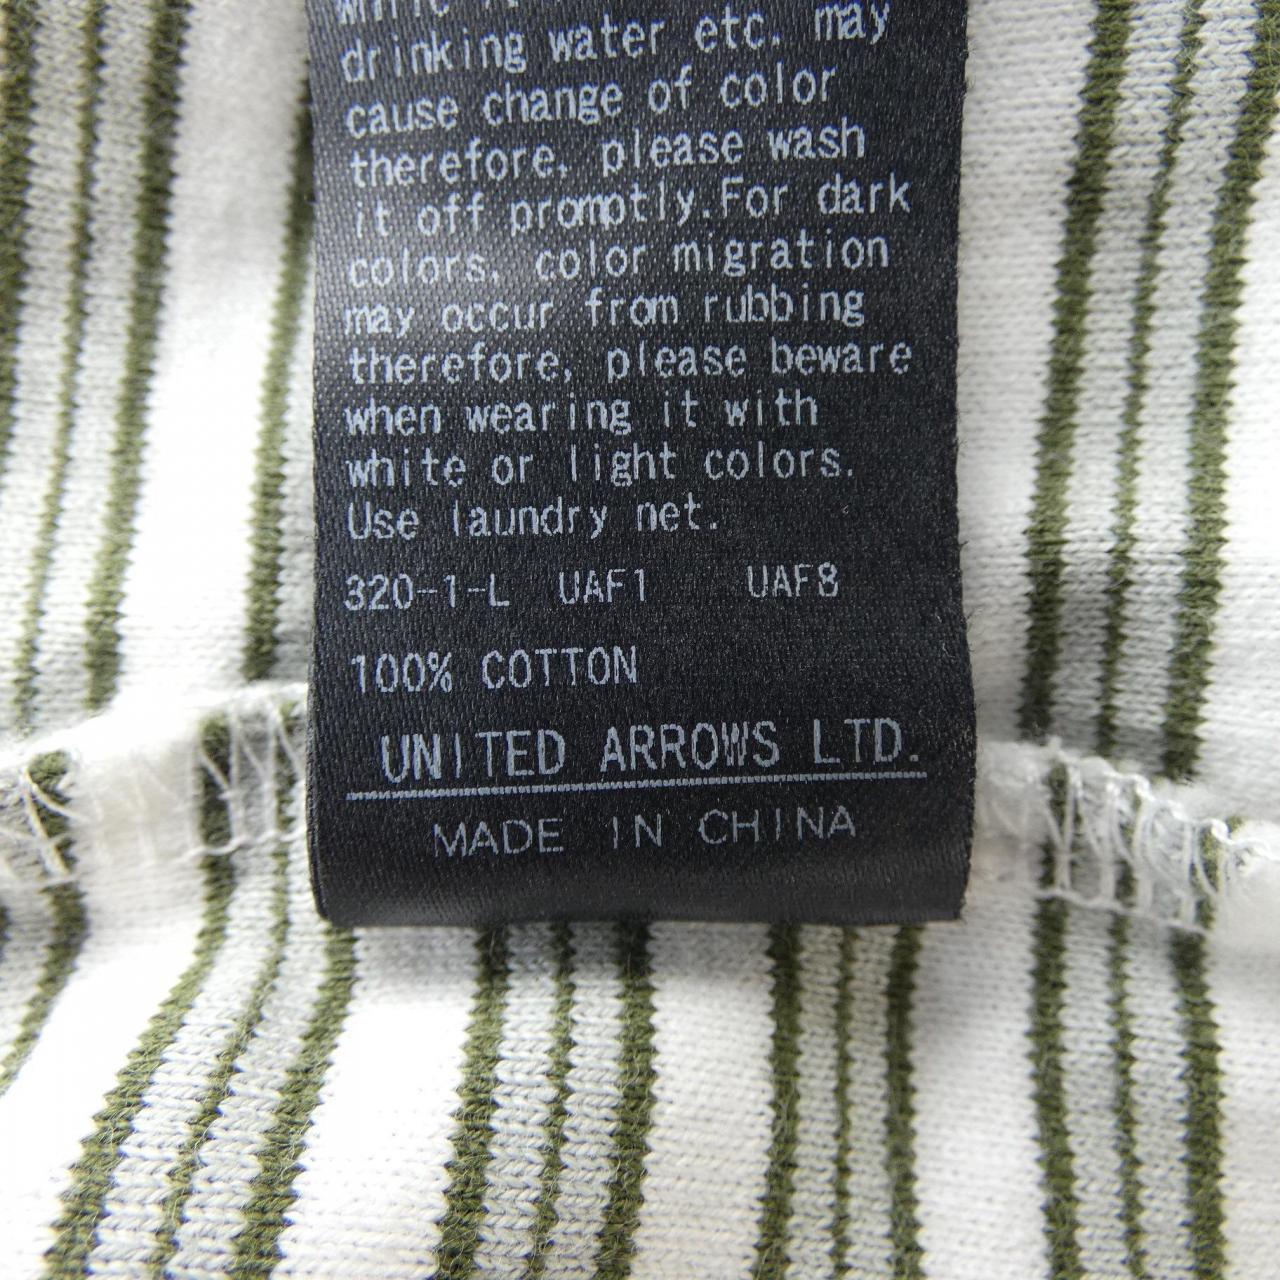 drinking water etc. may
cause change of color
therefore, please wash
it off promptly.For dark
colors, color migration
may occur from rubbing
therefore, please beware
when wearing it with
white or light colors.
Use laundry net.
320-1-L UAF1 UAF8
100% COTTON
UNITED ARROWS LTD.
MADE IN CHINA